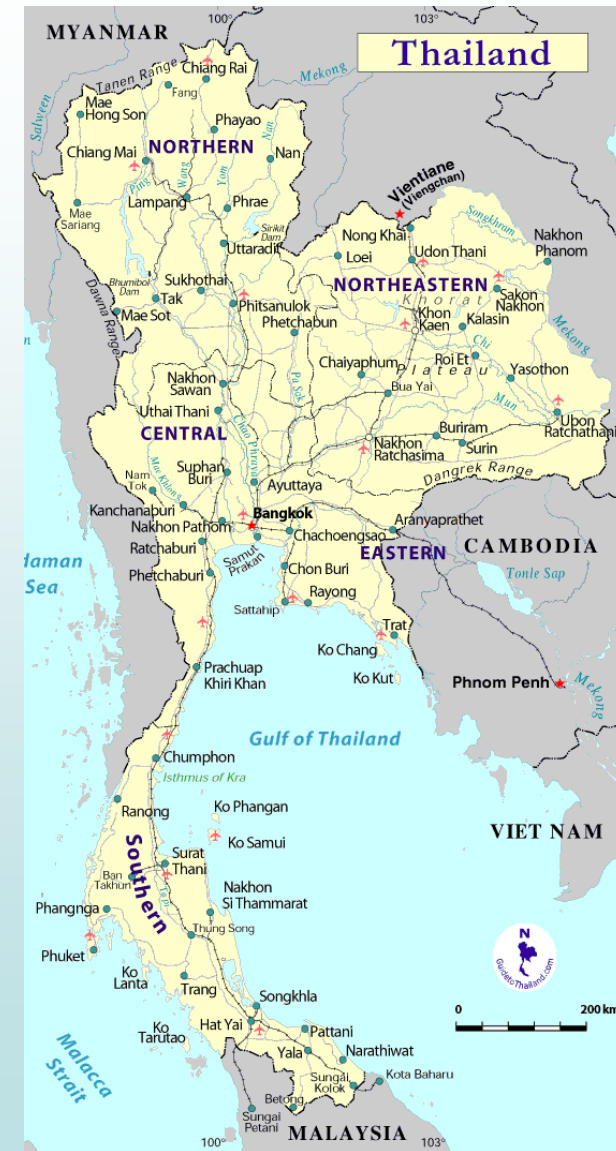 100°
103°
MYANMAR
Thailand
Tanen Range
Chiang Rai
Mekong
Fang
Salween
Mae
Hong Son
Phayao
Nan
NORTHERN
Chiang Mai
Nan
Ping
Wang
Yom
Vientiane
(Viengchan)
Lampang
Phrae
Mae
Sariang
Sirikit
Dam
Songkhram
Nong Khai
Nakhon
Phanom
Uttaradit
Loei
Udon Thani
Bhumibol
Dam
Sukhothai
NORTHEASTERN
Dawna Range
Tak
Phitsanulok
Khorat
Sakon
Nakhon
Mae Sot
Phetchabun
Khon
Kaen
Kalasin
Mekong
Chi
Chaiyaphum
Roi Et
Plateau
Yasothon
Nakhon
Sawan
Pa Sak
Bua Yai
Mun
Uthai Thani
Chao Phraya
Ubon
Ratchathani
CENTRAL
Buriram
Nakhon
Ratchasima
Surin
Suphan
Buri
Dangrek Range
Nam
Tok
Mae Khlong
Ayuttaya
Kanchanaburi
Bangkok
Nakhon Pathom
Aranyaprathet
Chachoengsao
Ratchaburi
Samut
Prakan
EASTERN
CAMBODIA
daman
Sea
Phetchaburi
Chon Buri
Tonle Sap
Sattahip
Rayong
Trat
Ko Chang
Prachuap
Khiri Khan
Ko Kut
Phnom Penh
Mekong
Gulf of Thailand
Chumphon
Isthmus of Kra
Ranong
Ko Phangan
VIET NAM
Ko Samui
Southern
Surat
Thani
Ban
Takhun
Tapi
Nakhon
Si Thammarat
Phangnga
Thung Song
N
GuidetoThailand.com
Phuket
Ko
Lanta
Trang
Songkhla
0
200 km
Ko
Tarutao
Hat Yai
Pattani
Malacca
Strait
Yala
Narathiwat
Sungai
Kolok
Kota Baharu
Betong
Sungai
Petani
MALAYSIA
100°
103°